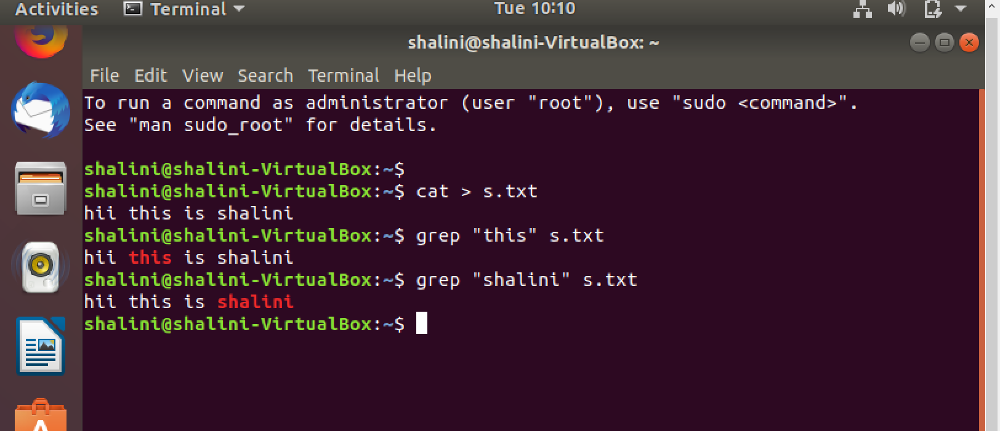 Activities Terminal Tue 10:10
shalini@shalini-VirtualBox: ~
File Edit View Search Terminal Help
To run a command as administrator (user "root"), use "sudo <command>".
See "man sudo_root" for details.
shalini@shalini-VirtualBox:~$
shalini@shalini-VirtualBox:~$ cat > s.txt
hii this is shalini
shalini@shalini-VirtualBox:~$ grep "this" s.txt
hii this is shalini
shalini@shalini-VirtualBox:~$ grep "shalini" s.txt
hii this is shalini
shalini@shalini-VirtualBox:~$